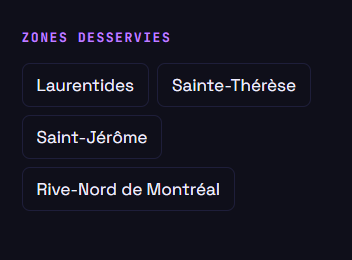 ZONES DESSERVIES
Laurentides Sainte-Thérèse
Saint-Jérôme
Rive-Nord de Montréal